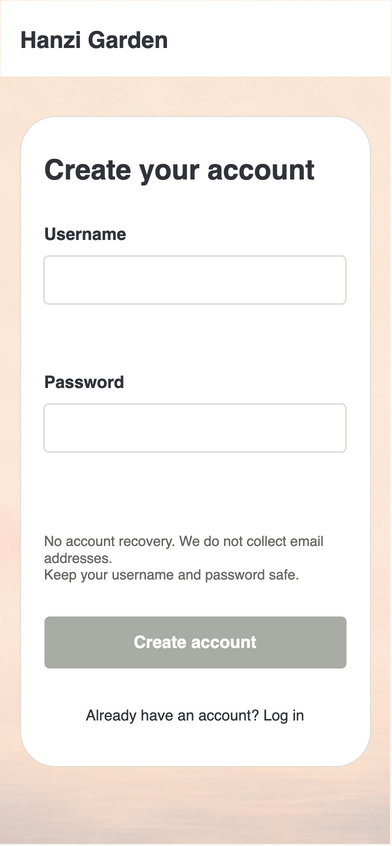 Hanzi Garden
Create your account
Username
Password
No account recovery. We do not collect email
addresses.
Keep your username and password safe.
Create account
Already have an account? Log in